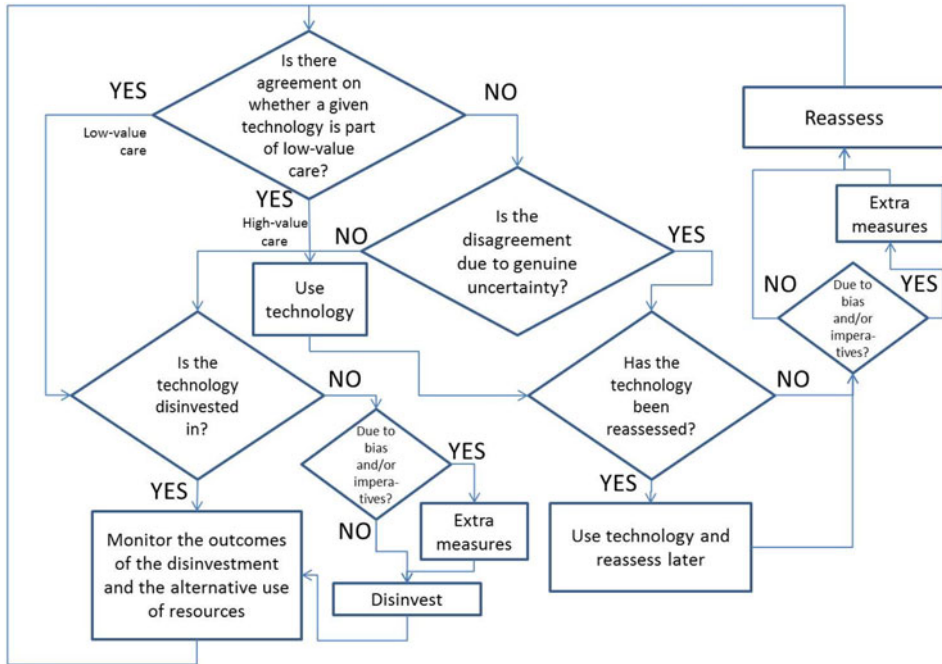 Is there
agreement on
whether a given
technology is part
of low-value
care?
YES
Low-value
care
NO
YES
High-value
care
Reassess
Extra
measures
Is the
disagreement
due to genuine
uncertainty?
NO
YES
Use
technology
NO
YES
Due to
bias
and/or
impera-
tives?
Is the
technology
disinvested
in?
NO
YES
Has the
technology
been
reassessed?
NO
YES
Due to
bias
and/or
impera-
tives?
YES
NO
Extra
measures
Monitor the outcomes
of the disinvestment
and the alternative use
of resources
Disinvest
Use technology and
reassess later